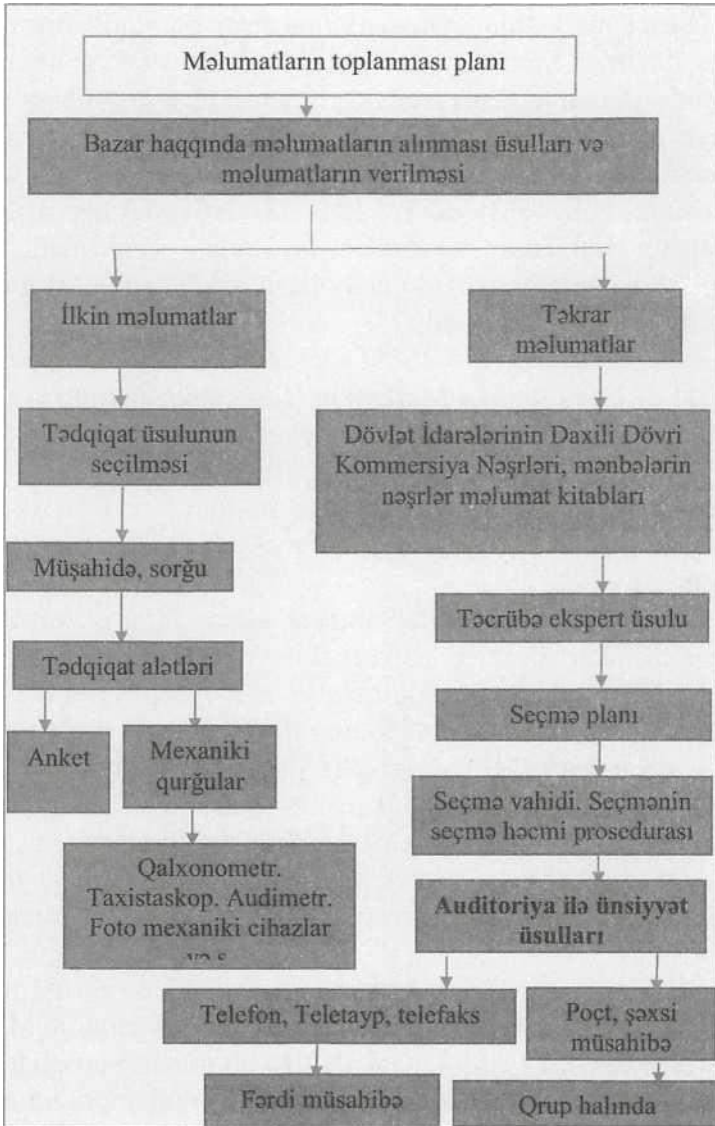 Məlumatların toplanması planı
Bazar haqqında məlumatların alınması üsulları və
məlumatların verilməsi
İlkin məlumatlar
Təkrar
məlumatlar
Tədqiqat üsulunun
seçilməsi
Dövlət İdarələrinin Daxili Dövri
Kommersiya Nəşrləri, mənbələrin
nəşrlər məlumat kitabları
Müşahidə, sorğu
Təcrübə ekspert üsulu
Tədqiqat alətləri
Seçmə planı
Anket
Mexaniki
qurğular
Seçmə vahidi. Seçmənin
seçmə həcmi prosedurası
Qalxonometr.
Taxistaskop. Audimetr.
Foto mexaniki cihazlar
və s
Auditoriya ilə ünsiyyət
üsulları
Telefon, Teletayp, telefaks
Poçt, şəxsi
müsahibə
Fərdi müsahibə
Qrup halında